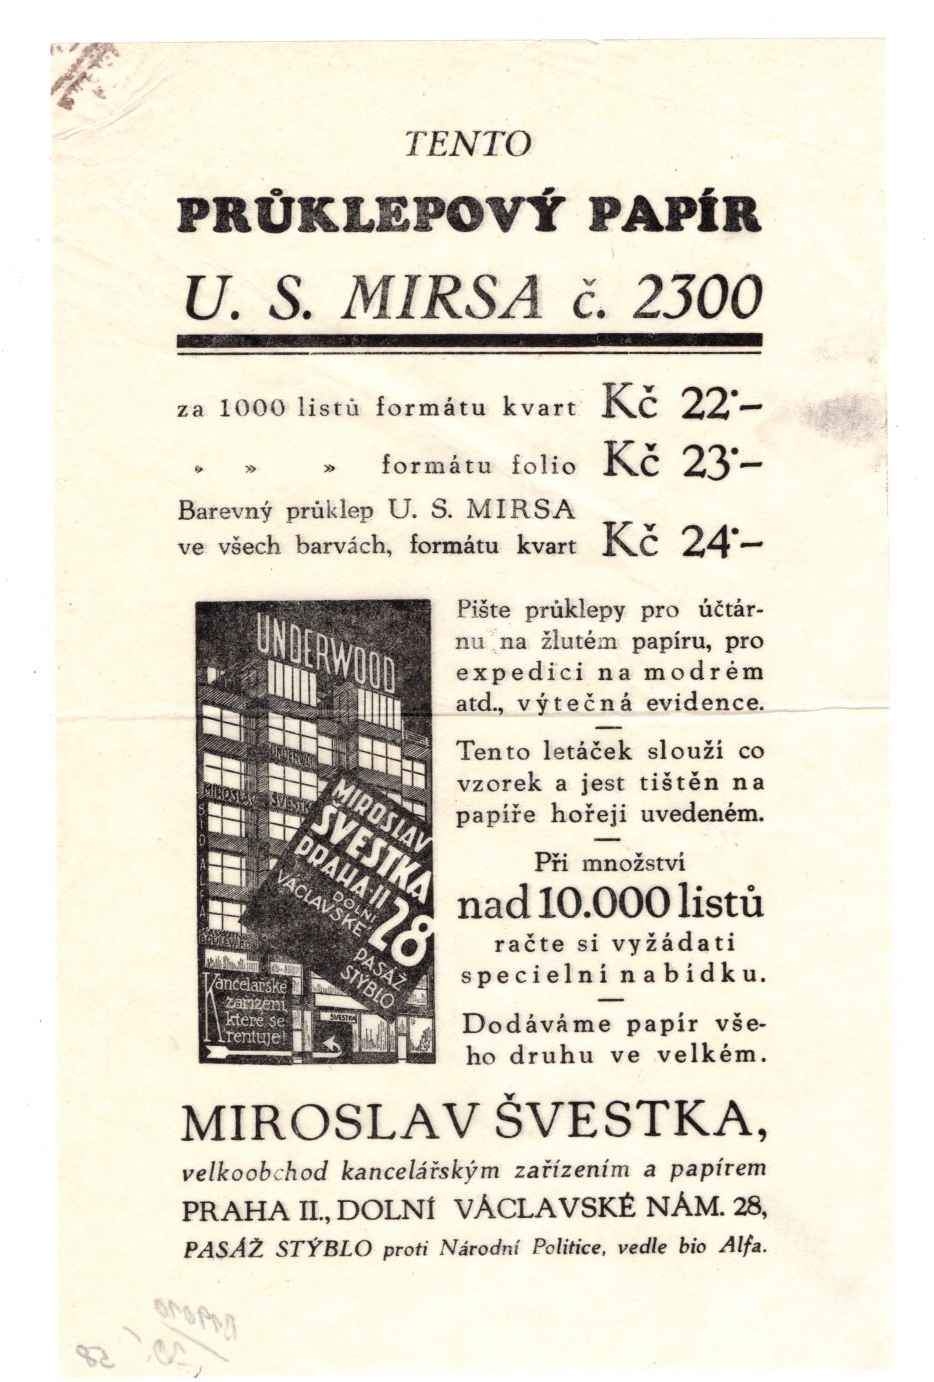 TENTO
PRŮKLEPOVÝ PAPÍR
U. S. MIRSA č. 2300
za 1000 listů formátu kvart Kč 22·–
» » » formátu folio Kč 23·–
Barevný průklep U. S. MIRSA
ve všech barvách, formátu kvart Kč 24·–
UNDERWOOD
UNDERWOOD
MIROSLAV ŠVESTKA
MIROSLAV
ŠVESTKA
PRAHA II
DOLNÍ
VÁCLAVSKÉ 28
PASÁŽ
STÝBLO
Kancelářské
zařízení
které se
rentuje!
ŠVESTKA
Pište průklepy pro účtár-
nu na žlutém papíru, pro
expedici na modrém
atd., výtečná evidence.
Tento letáček slouží co
vzorek a jest tištěn na
papíře hořeji uvedeném.
Při množství
nad 10.000 listů
račte si vyžádati
specielní nabídku.
Dodáváme papír vše-
ho druhu ve velkém.
MIROSLAV ŠVESTKA,
velkoobchod kancelářským zařízením a papírem
PRAHA II., DOLNÍ VÁCLAVSKÉ NÁM. 28,
PASÁŽ STÝBLO proti Národní Politice, vedle bio Alfa.
58